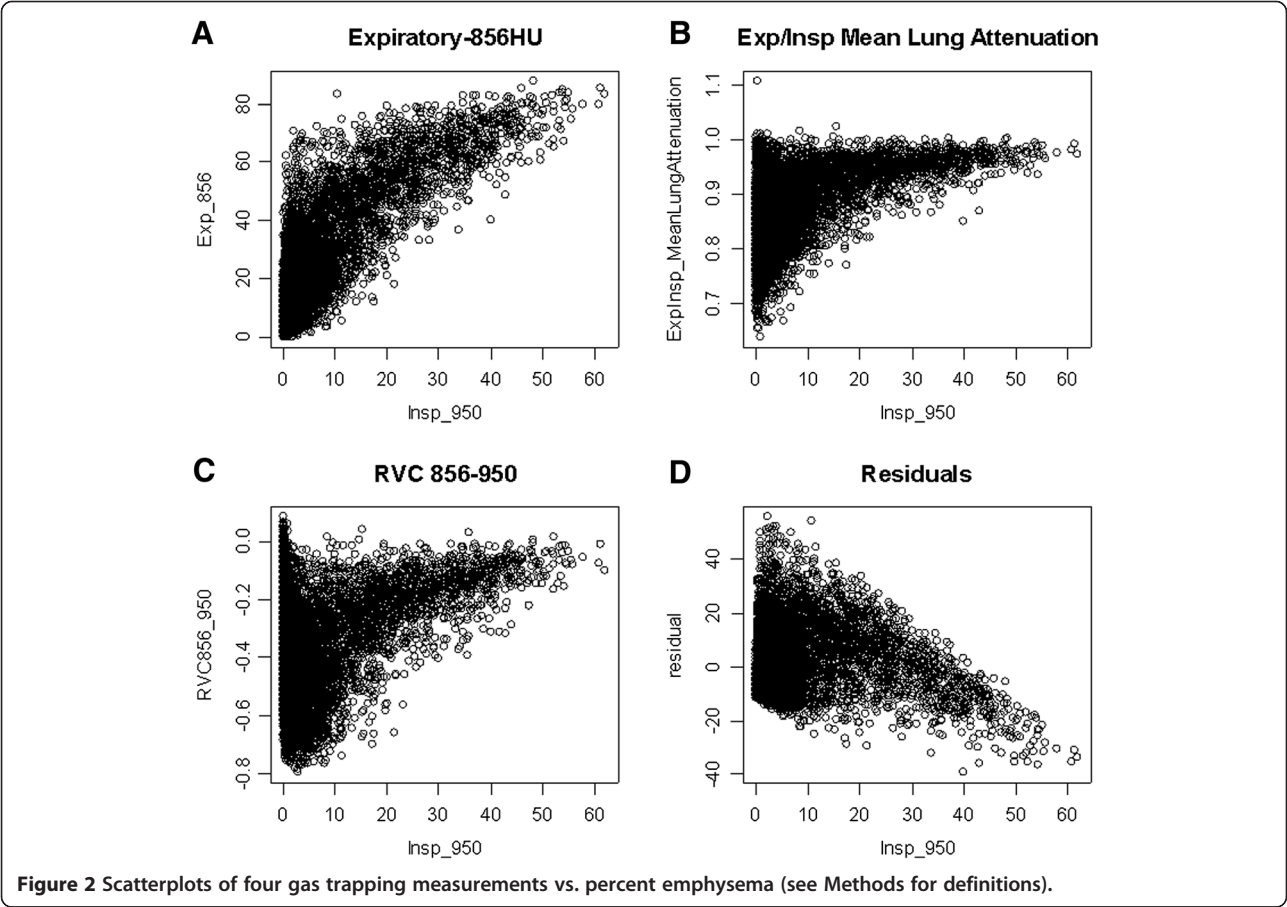 A
Expiratory-856HU
Exp_856
0 20 40 60 80
0 10 20 30 40 50 60
Insp_950
B
Exp/Insp Mean Lung Attenuation
ExpInsp_MeanLungAttenuation
0.7 0.8 0.9 1.0 1.1
0 10 20 30 40 50 60
Insp_950
C
RVC 856-950
RVC856_950
-0.8 -0.6 -0.4 -0.2 0.0
0 10 20 30 40 50 60
Insp_950
D
Residuals
residual
-40 -20 0 20 40
0 10 20 30 40 50 60
Insp_950
Figure 2 Scatterplots of four gas trapping measurements vs. percent emphysema (see Methods for definitions).